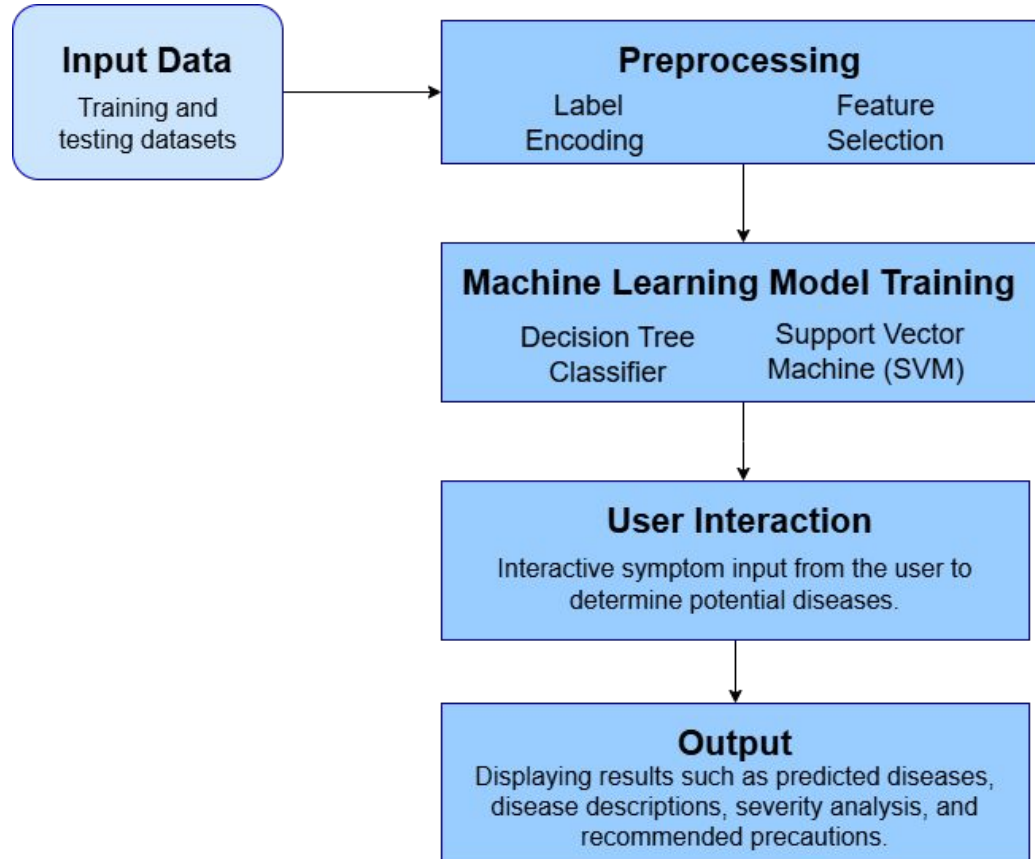 Input Data
Training and
testing datasets
Preprocessing
Label
Encoding
Feature
Selection
Machine Learning Model Training
Decision Tree
Classifier
Support Vector
Machine (SVM)
User Interaction
Interactive symptom input from the user to
determine potential diseases.
Output
Displaying results such as predicted diseases,
disease descriptions, severity analysis, and
recommended precautions.